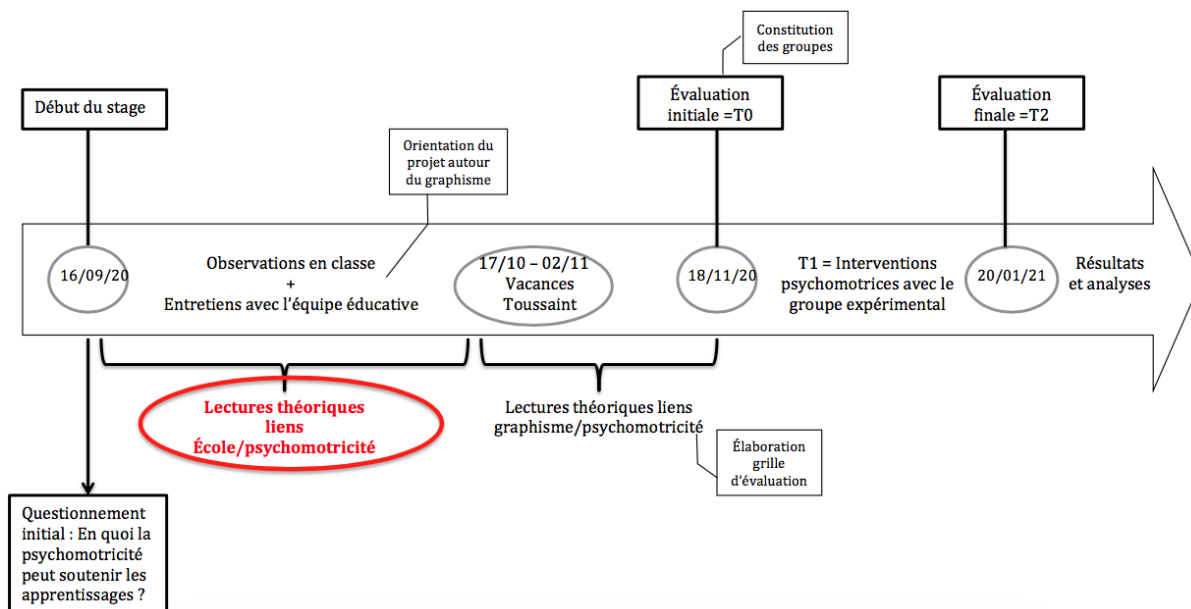 Constitution
des groupes
Début du stage
Évaluation
initiale =T0
Évaluation
finale =T2
Orientation du
projet autour
du graphisme
16/09/20
Observations en classe
+
Entretiens avec l'équipe éducative
17/10 – 02/11
Vacances
Toussaint
18/11/20
T1 = Interventions
psychomotrices avec le
groupe expérimental
20/01/21
Résultats
et analyses
Lectures théoriques
liens
École/psychomotricité
Lectures théoriques liens
graphisme/psychomotricité
Élaboration
grille
d'évaluation
Questionnement
initial : En quoi la
psychomotricité
peut soutenir les
apprentissages ?